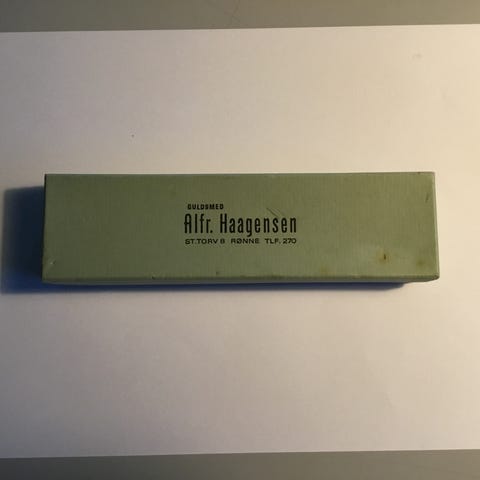 GULDSMED
Alfr. Haagensen
ST. TORV 8 RØNNE TLF. 270